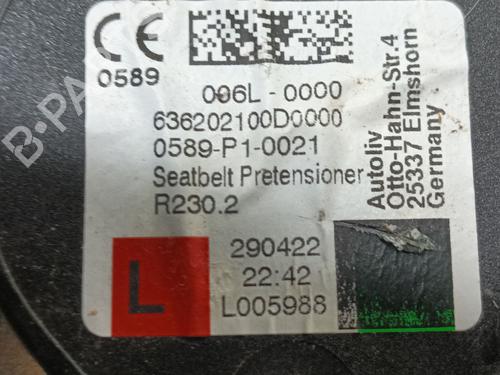 CE
0589
006L - 0000
636202100D0000
0589-P1-0021
Seatbelt Pretensioner
R230.2
L
290422
22:42
L005988
Autoliv
Otto-Hahn-Str.4
25337 Elmshorn
Germany